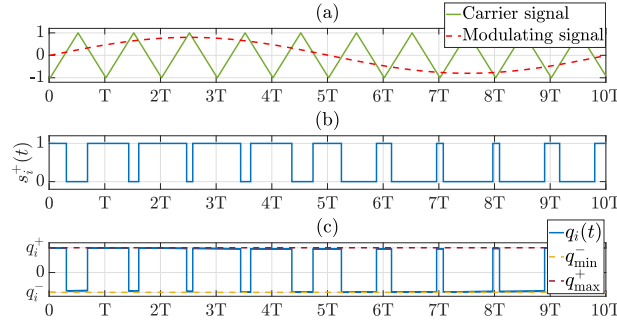 (a)
Carrier signal
Modulating signal
1
0
-1
0 T 2T 3T 4T 5T 6T 7T 8T 9T 10T
(b)
s_i^+(t)
1
0
0 T 2T 3T 4T 5T 6T 7T 8T 9T 10T
(c)
q_i^+
0
q_i^-
q_i(t)
q_min^-
q_max^+
0 T 2T 3T 4T 5T 6T 7T 8T 9T 10T